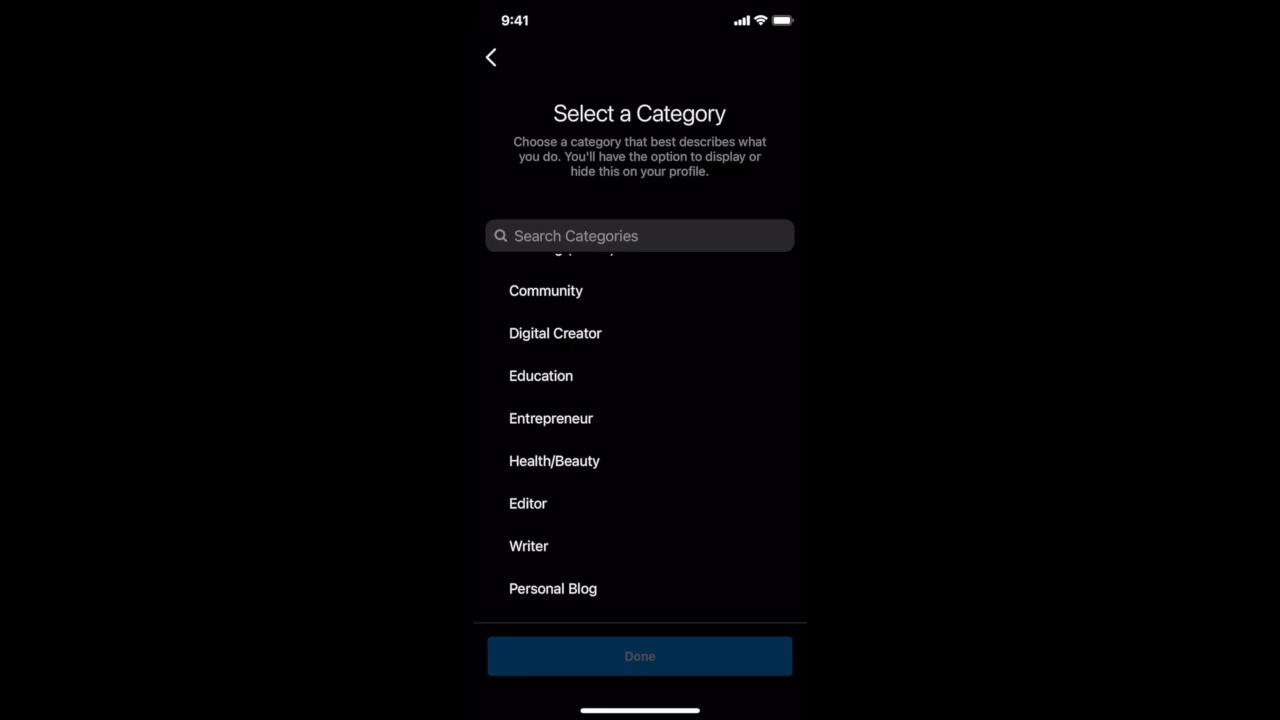 9:41
Select a Category
Choose a category that best describes what
you do. You'll have the option to display or
hide this on your profile.
Search Categories
Community
Digital Creator
Education
Entrepreneur
Health/Beauty
Editor
Writer
Personal Blog
Done